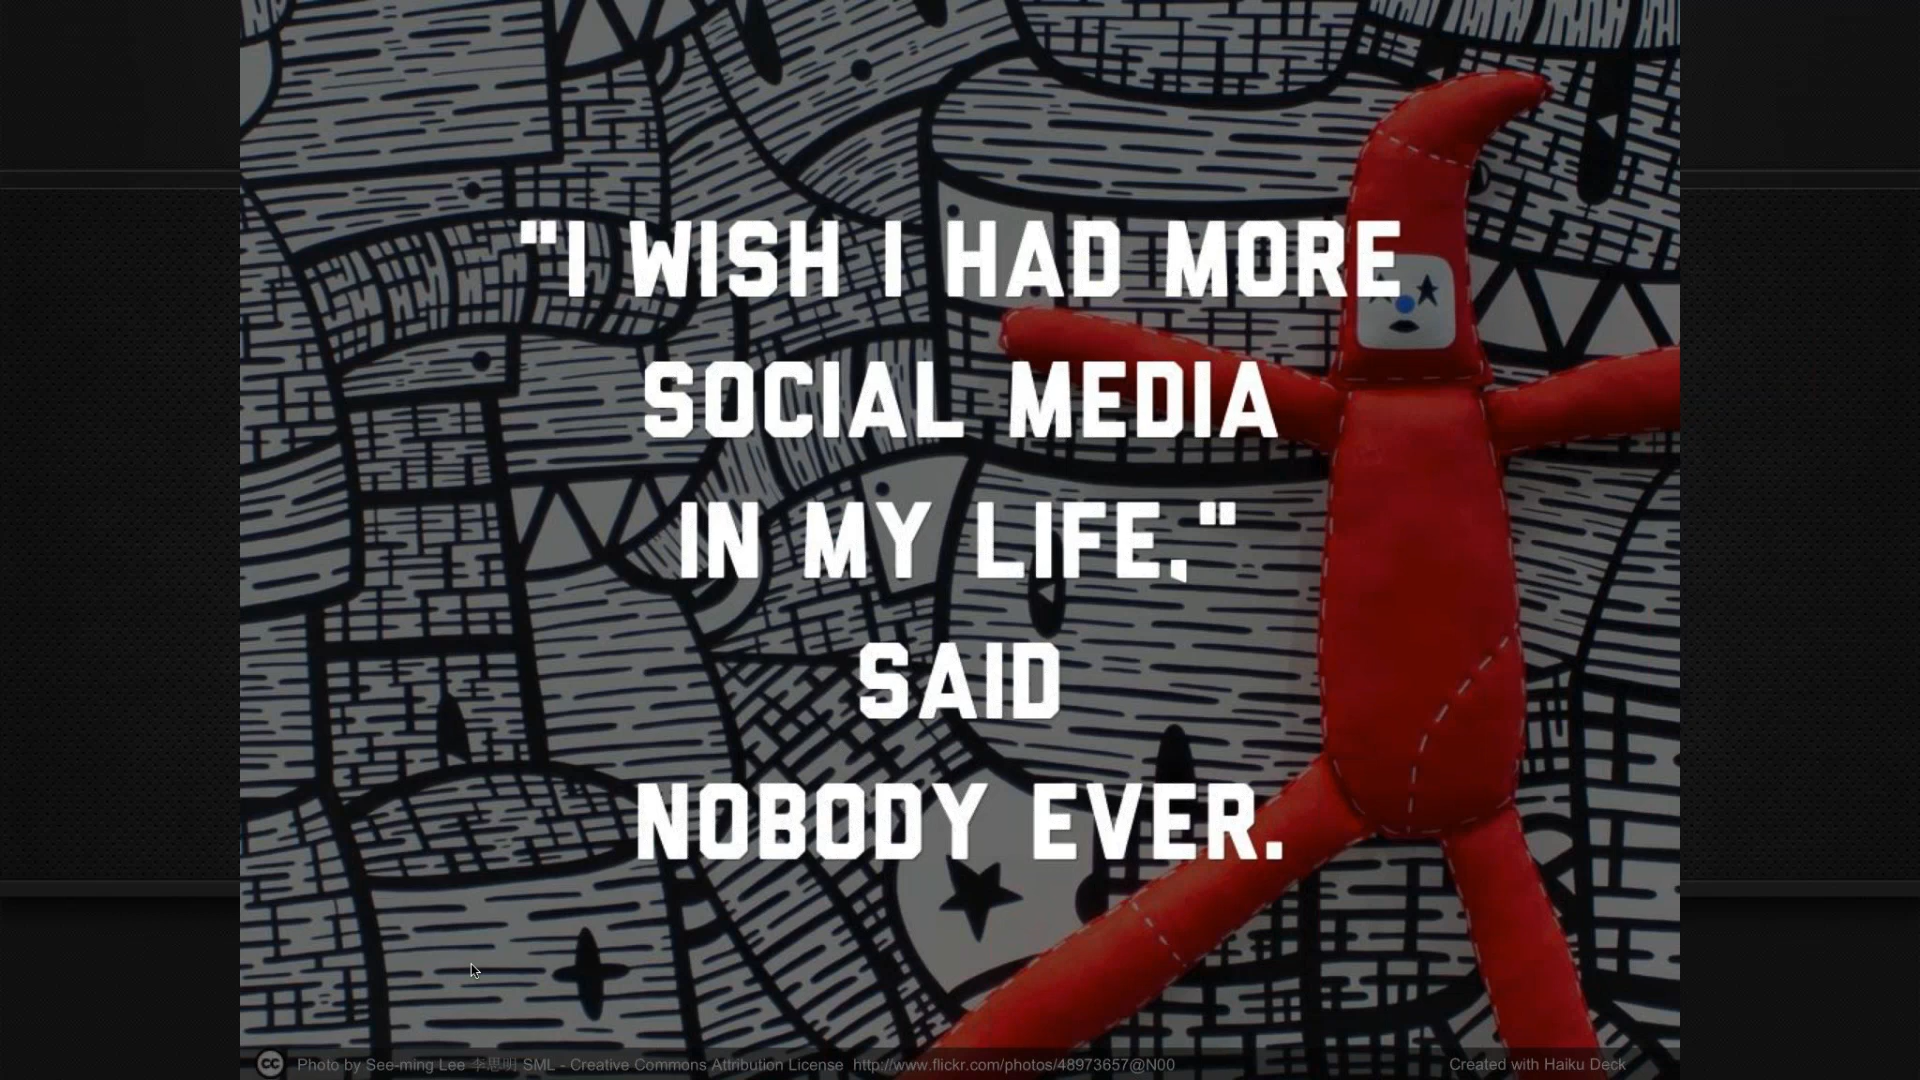 "I WISH I HAD MORE
SOCIAL MEDIA
IN MY LIFE."
SAID
NOBODY EVER.
Photo by See-ming Lee 李思明 SML - Creative Commons Attribution License http://www.flickr.com/photos/48973657@N00
Created with Haiku Deck